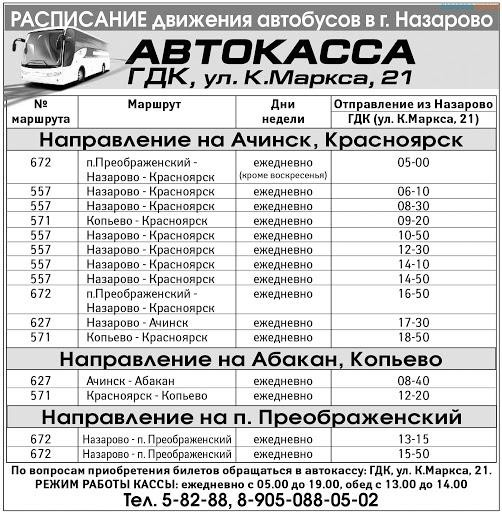 РАСПИСАНИЕ движения автобусов в г. Назарово
АВТОКАССА
ГДК, ул. К.Маркса, 21
№ маршрута Маршрут Дни недели Отправление из Назарово ГДК (ул. К.Маркса, 21)
Направление на Ачинск, Красноярск
672 п.Преображенский - Назарово - Красноярск ежедневно (кроме воскресенья) 05-00
557 Назарово - Красноярск ежедневно 06-10
557 Назарово - Красноярск ежедневно 08-30
571 Копьево - Красноярск ежедневно 09-20
557 Назарово - Красноярск ежедневно 10-50
557 Назарово - Красноярск ежедневно 12-30
557 Назарово - Красноярск ежедневно 14-10
557 Назарово - Красноярск ежедневно 14-50
672 п.Преображенский - Назарово - Красноярск ежедневно 16-50
627 Назарово - Ачинск ежедневно 17-30
571 Копьево - Красноярск ежедневно 18-50
Направление на Абакан, Копьево
627 Ачинск - Абакан ежедневно 08-40
571 Красноярск - Копьево ежедневно 12-20
Направление на п. Преображенский
672 Назарово - п. Преображенский ежедневно 13-15
672 Назарово - п. Преображенский ежедневно 15-50
По вопросам приобретения билетов обращаться в автокассу: ГДК, ул. К.Маркса, 21.
РЕЖИМ РАБОТЫ КАССЫ: ежедневно с 05.00 до 19.00, обед с 13.00 до 14.00
Тел. 5-82-88, 8-905-088-05-02